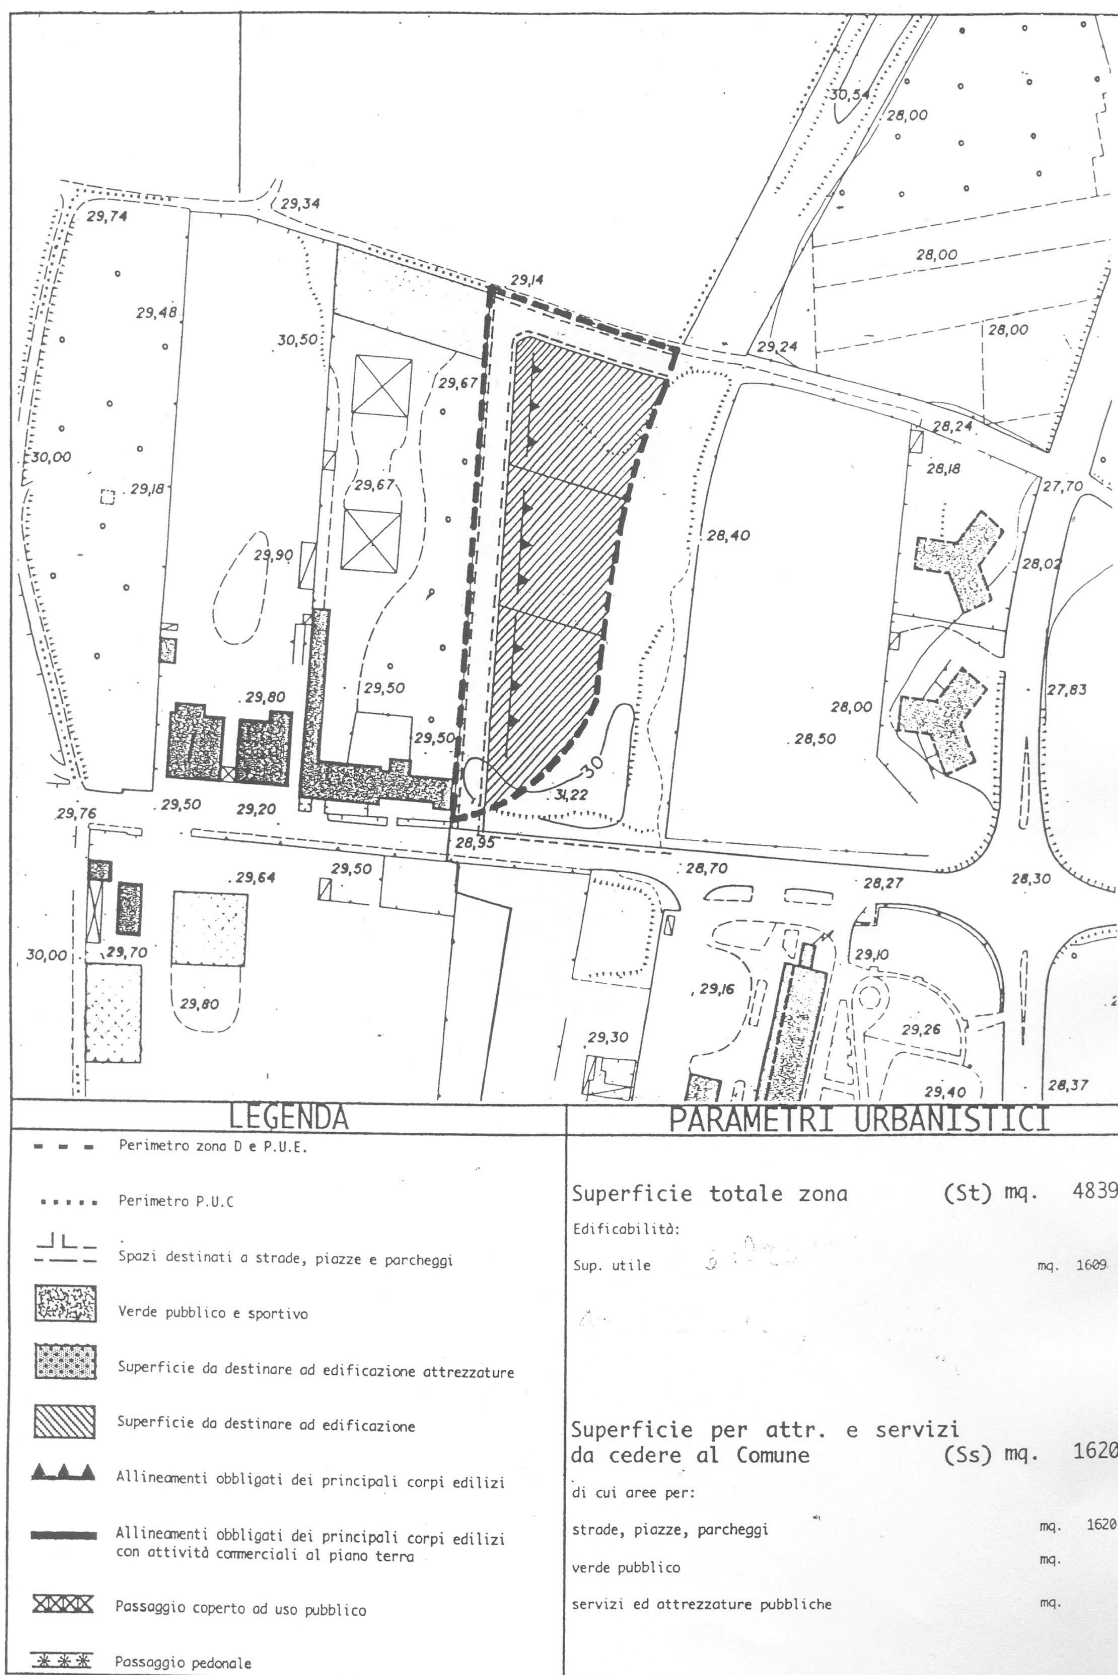 30,54
28,00
29,74
29,34
28,00
29,14
29,48
30,50
28,00
29,24
29,67
28,24
30,00
28,18
29,18
29,67
27,70
28,40
29,90
28,02
29,80
29,50
27,83
28,00
29,50
28,50
30
31,22
29,50
29,20
29,76
28,95
29,64
29,50
28,70
28,27
28,30
30,00
29,70
29,10
29,16
29,80
29,26
29,30
29,40
28,37
LEGENDA
Perimetro zona D e P.U.E.
Perimetro P.U.C
Spazi destinati a strade, piazze e parcheggi
Verde pubblico e sportivo
Superficie da destinare ad edificazione attrezzature
Superficie da destinare ad edificazione
Allineamenti obbligati dei principali corpi edilizi
Allineamenti obbligati dei principali corpi edilizi
con attività commerciali al piano terra
Passaggio coperto ad uso pubblico
Passaggio pedonale
PARAMETRI URBANISTICI
Superficie totale zona (St) mq. 4839
Edificabilità:
Sup. utile mq. 1609
Superficie per attr. e servizi
da cedere al Comune (Ss) mq. 1620
di cui aree per:
strade, piazze, parcheggi mq. 1620
verde pubblico mq.
servizi ed attrezzature pubbliche mq.